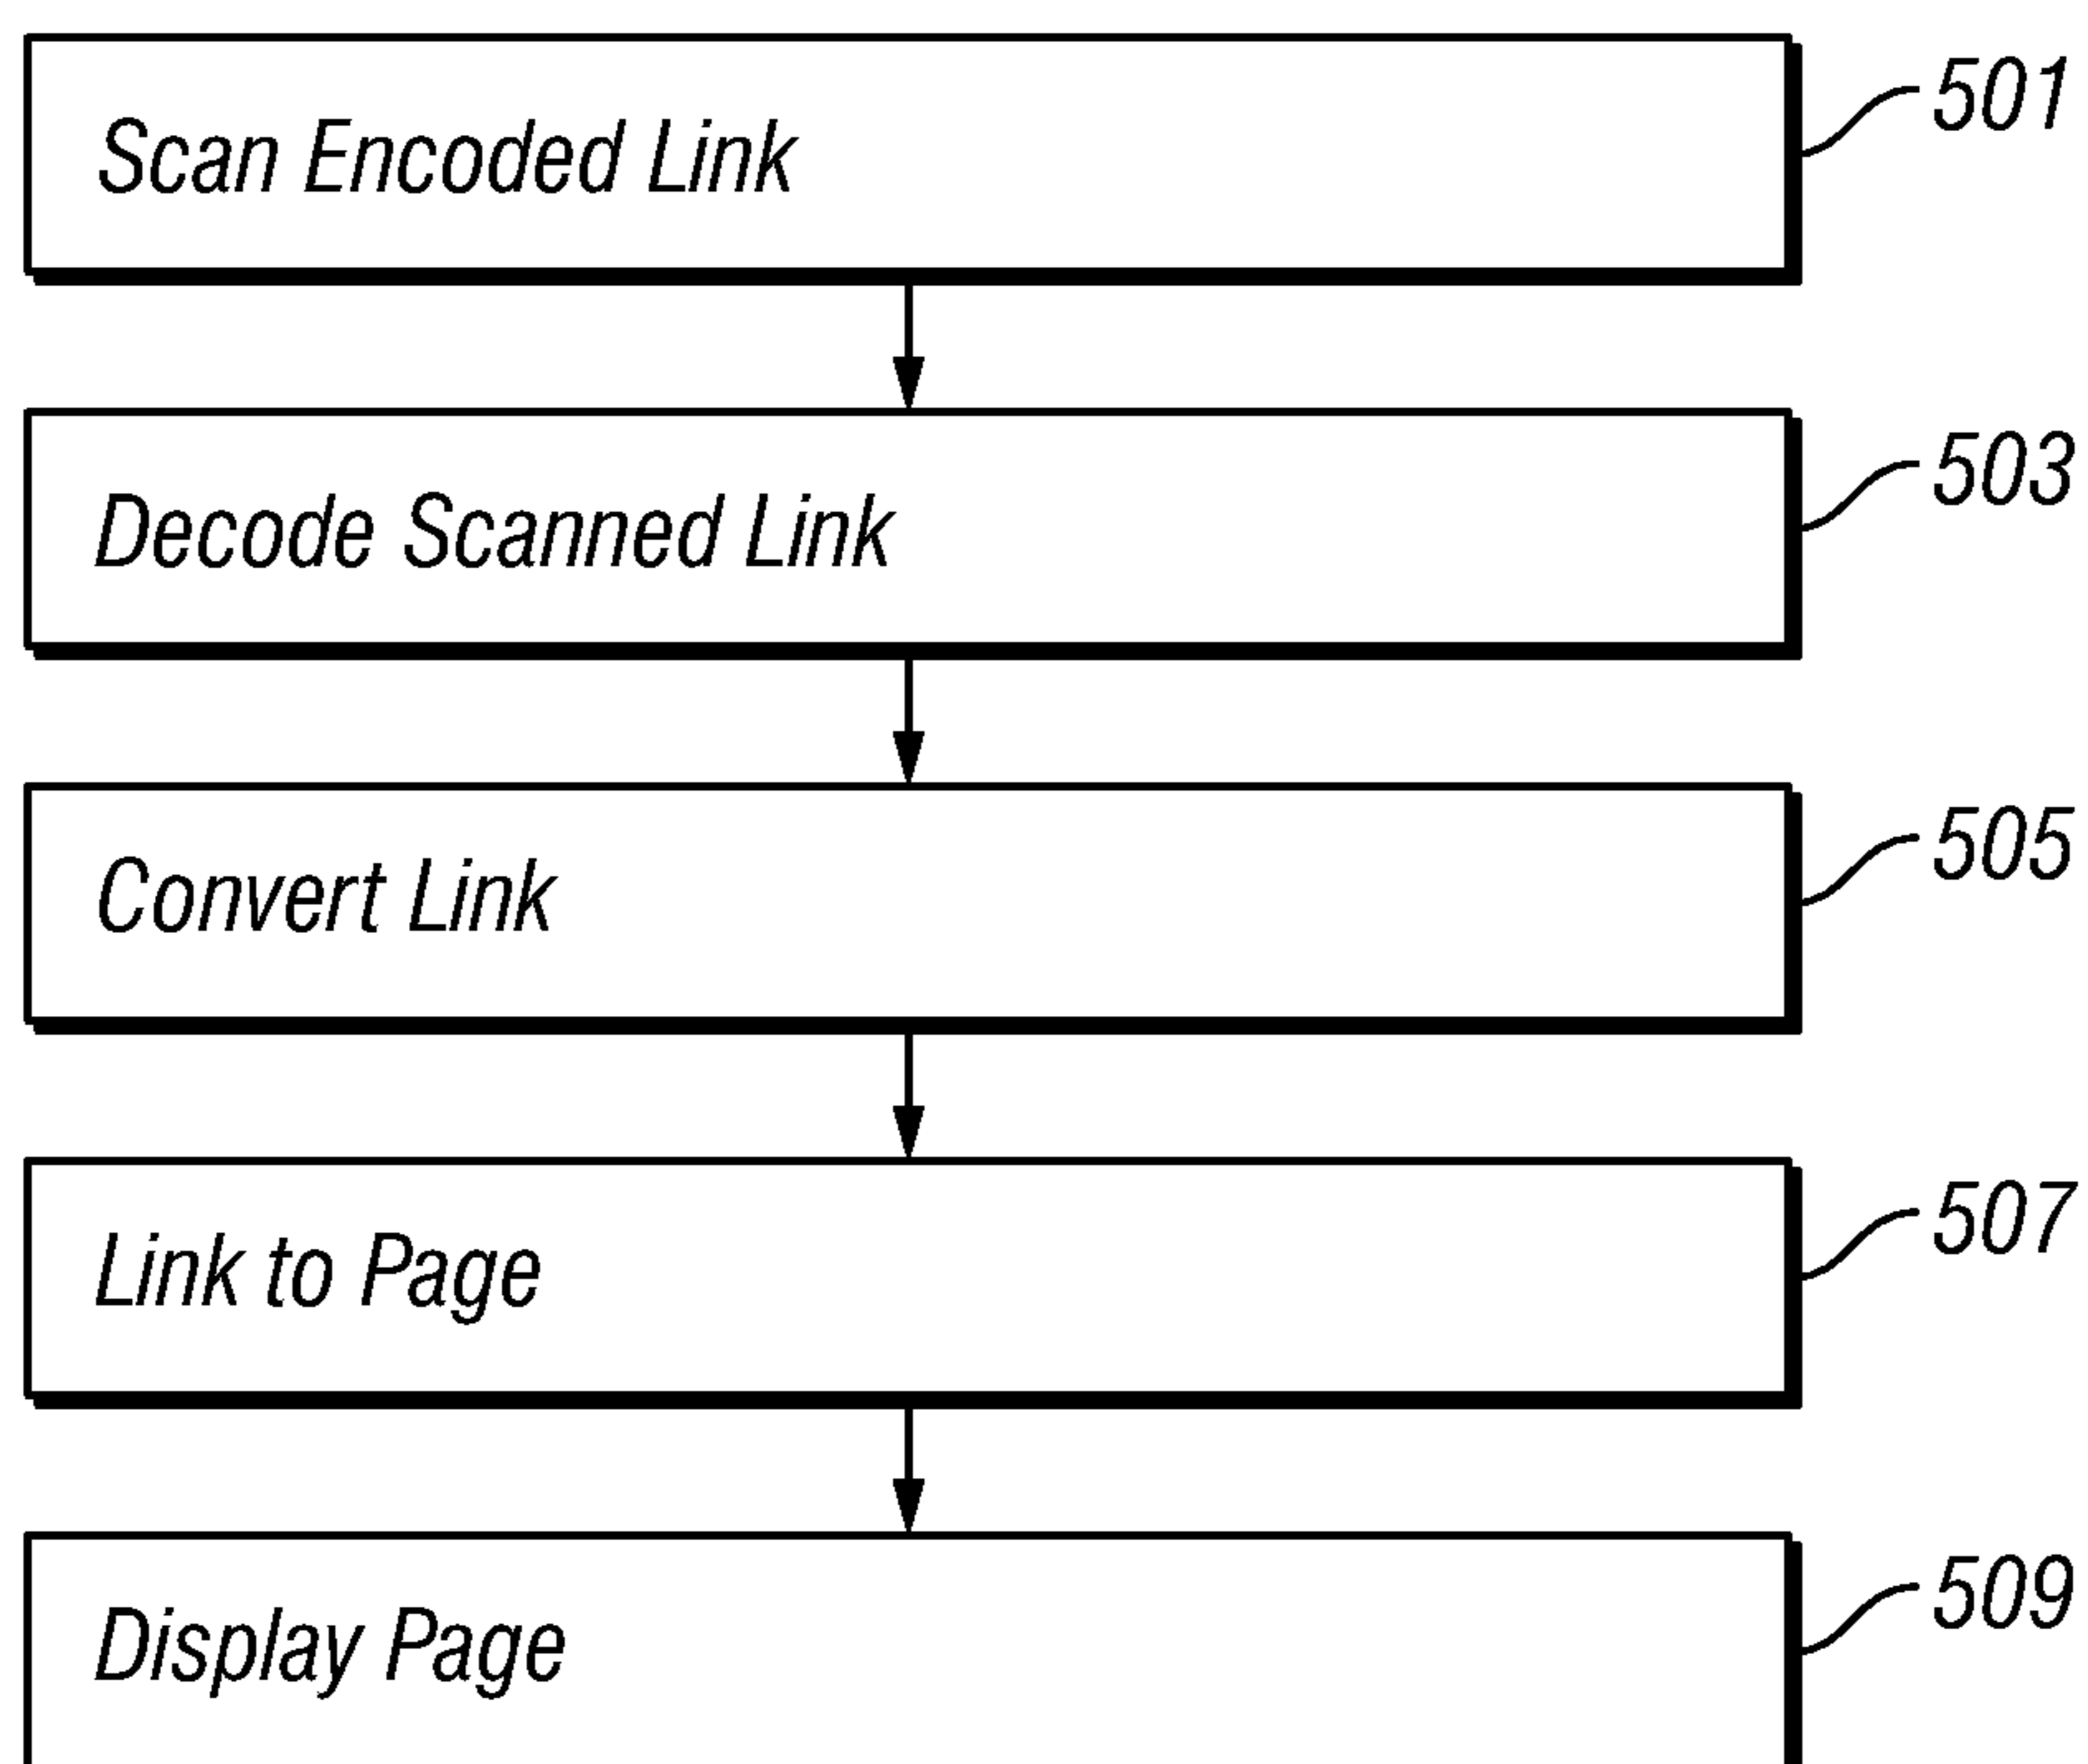 Scan Encoded Link
501
Decode Scanned Link
503
Convert Link
505
Link to Page
507
Display Page
509